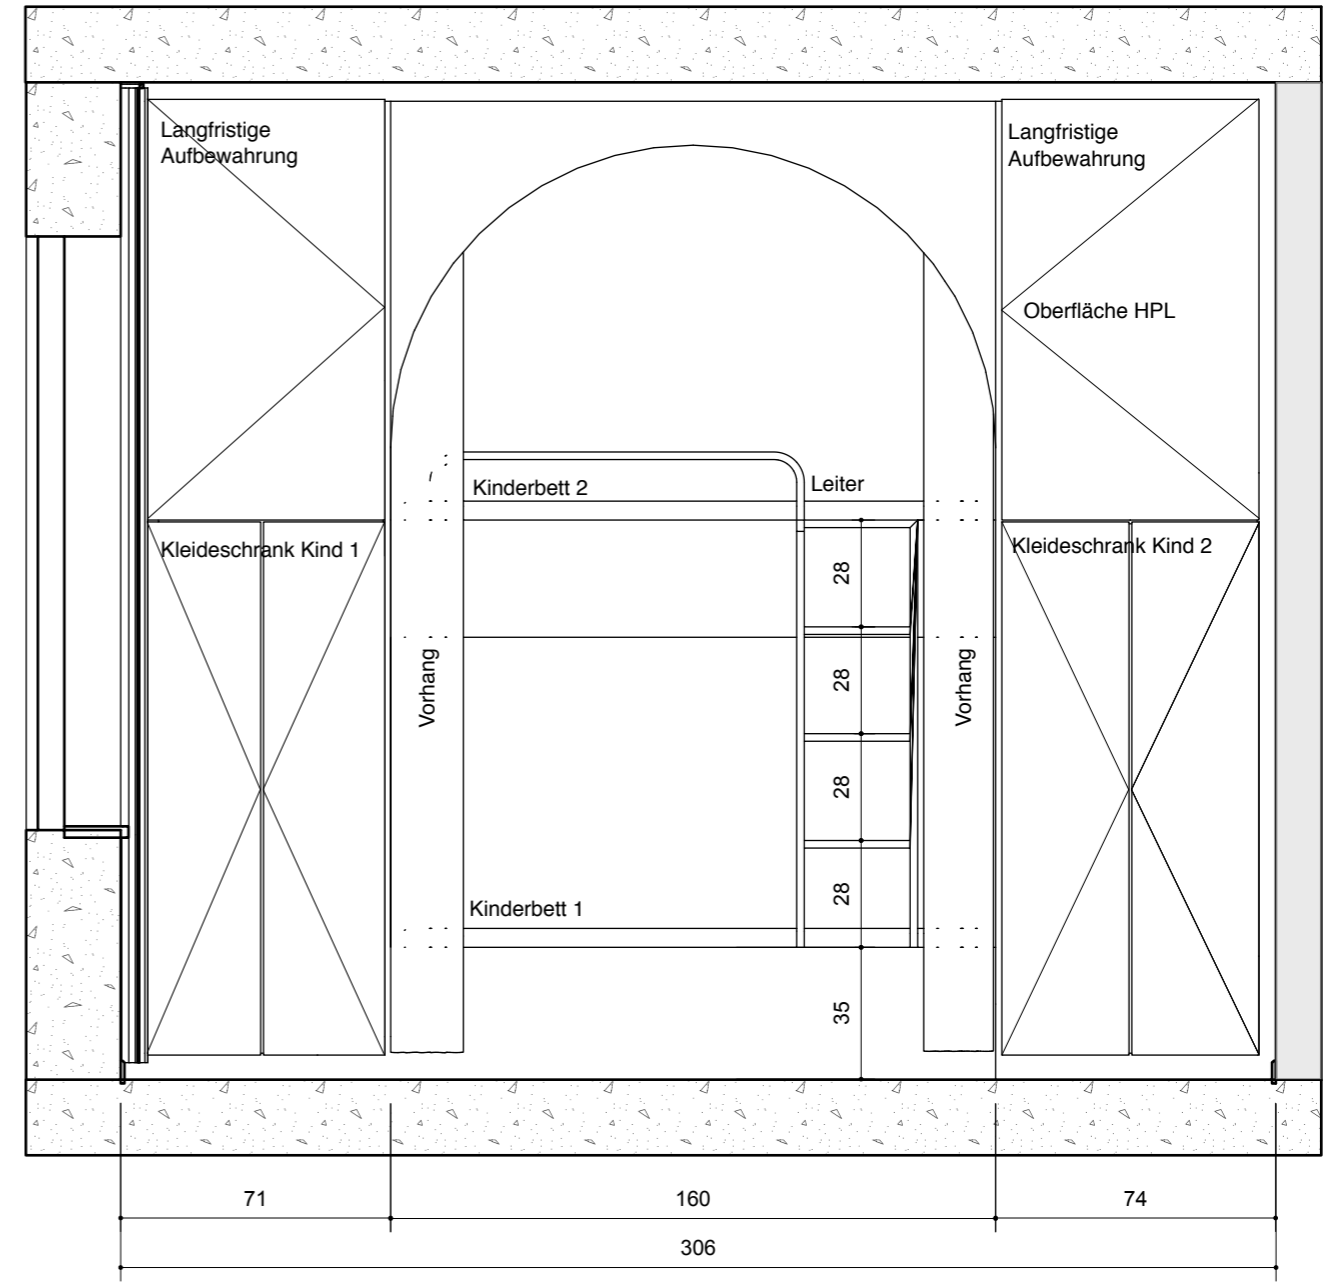 Langfristige
Aufbewahrung
Langfristige
Aufbewahrung
Oberfläche HPL
Kinderbett 2
Leiter
Kleideschrank Kind 1
Kleideschrank Kind 2
28
Vorhang
28
Vorhang
28
28
Kinderbett 1
35
71
160
74
306